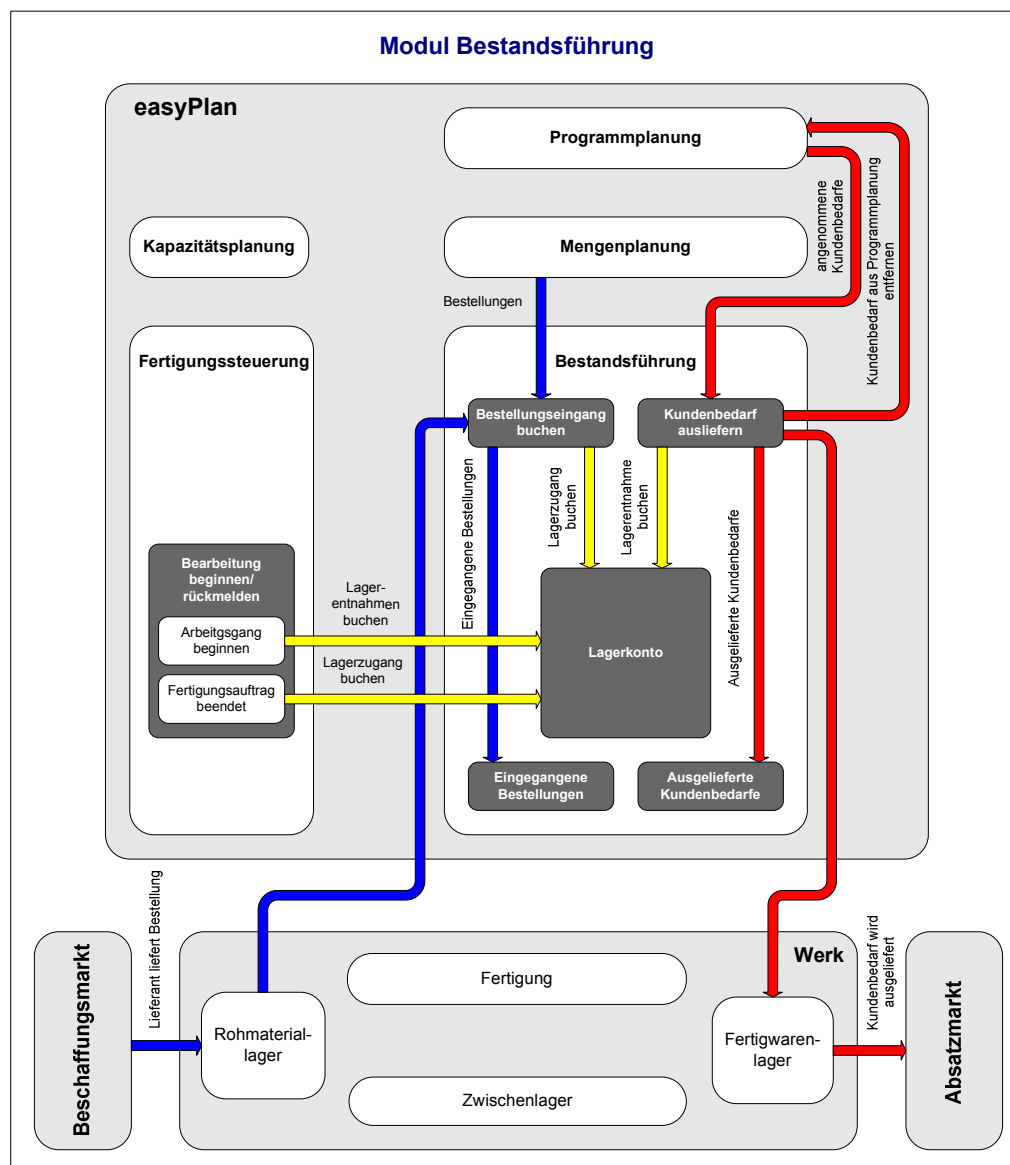 Modul Bestandsführung
easyPlan
Programmplanung
angenommene
Kundenbedarfe
Kundenbedarf aus Programmplanung
entfernen
Kapazitätsplanung
Mengenplanung
Bestellungen
Fertigungssteuerung
Bestandsführung
Bestellungseingang
buchen
Kundenbedarf
ausliefern
Eingegangene Bestellungen
Lagerzugang
buchen
Lagerentnahme
buchen
Ausgelieferte Kundenbedarfe
Bearbeitung
beginnen/
rückmelden
Arbeitgsgang
beginnen
Fertigungsauftrag
beendet
Lager-
entnahmen
buchen
Lagerzugang
buchen
Lagerkonto
Eingegangene
Bestellungen
Ausgelieferte
Kundenbedarfe
Beschaffungsmarkt
Lieferant liefert Bestellung
Werk
Fertigung
Rohmaterial-
lager
Fertigwaren-
lager
Zwischenlager
Kundenbedarf wird
ausgeliefert
Absatzmarkt